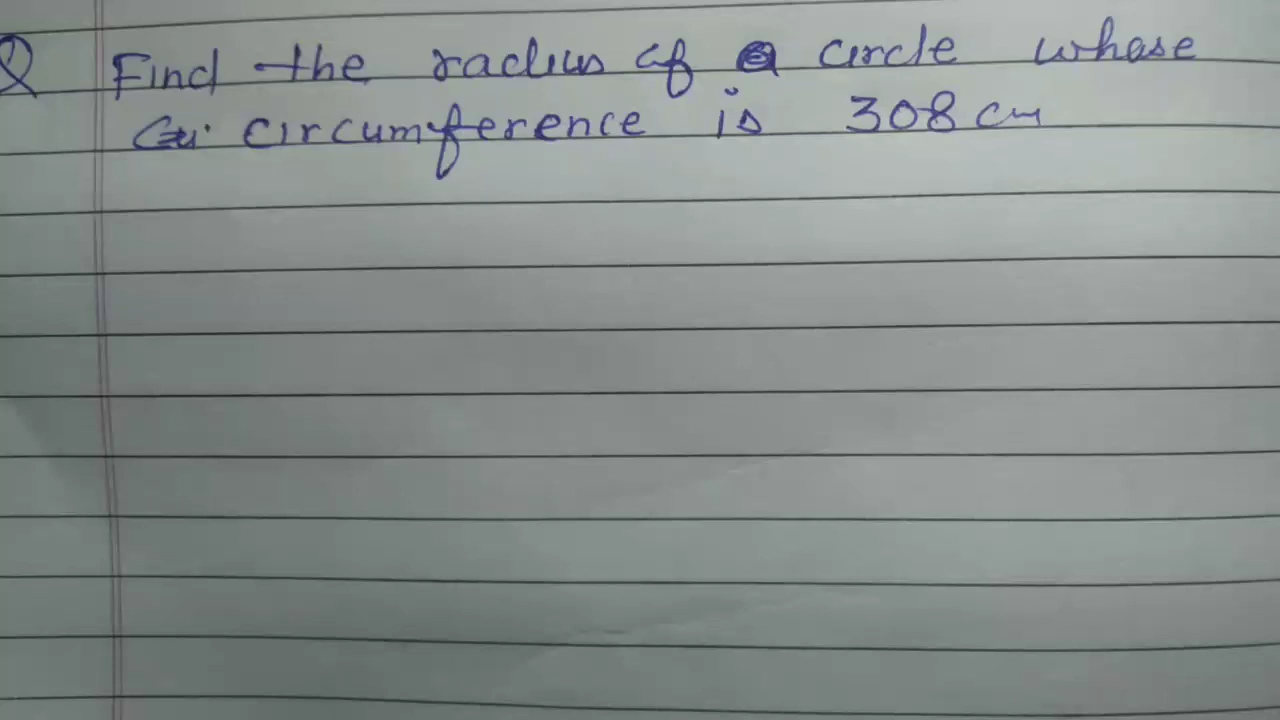 Q Find the radius of a circle whose
circumference is 308 cm